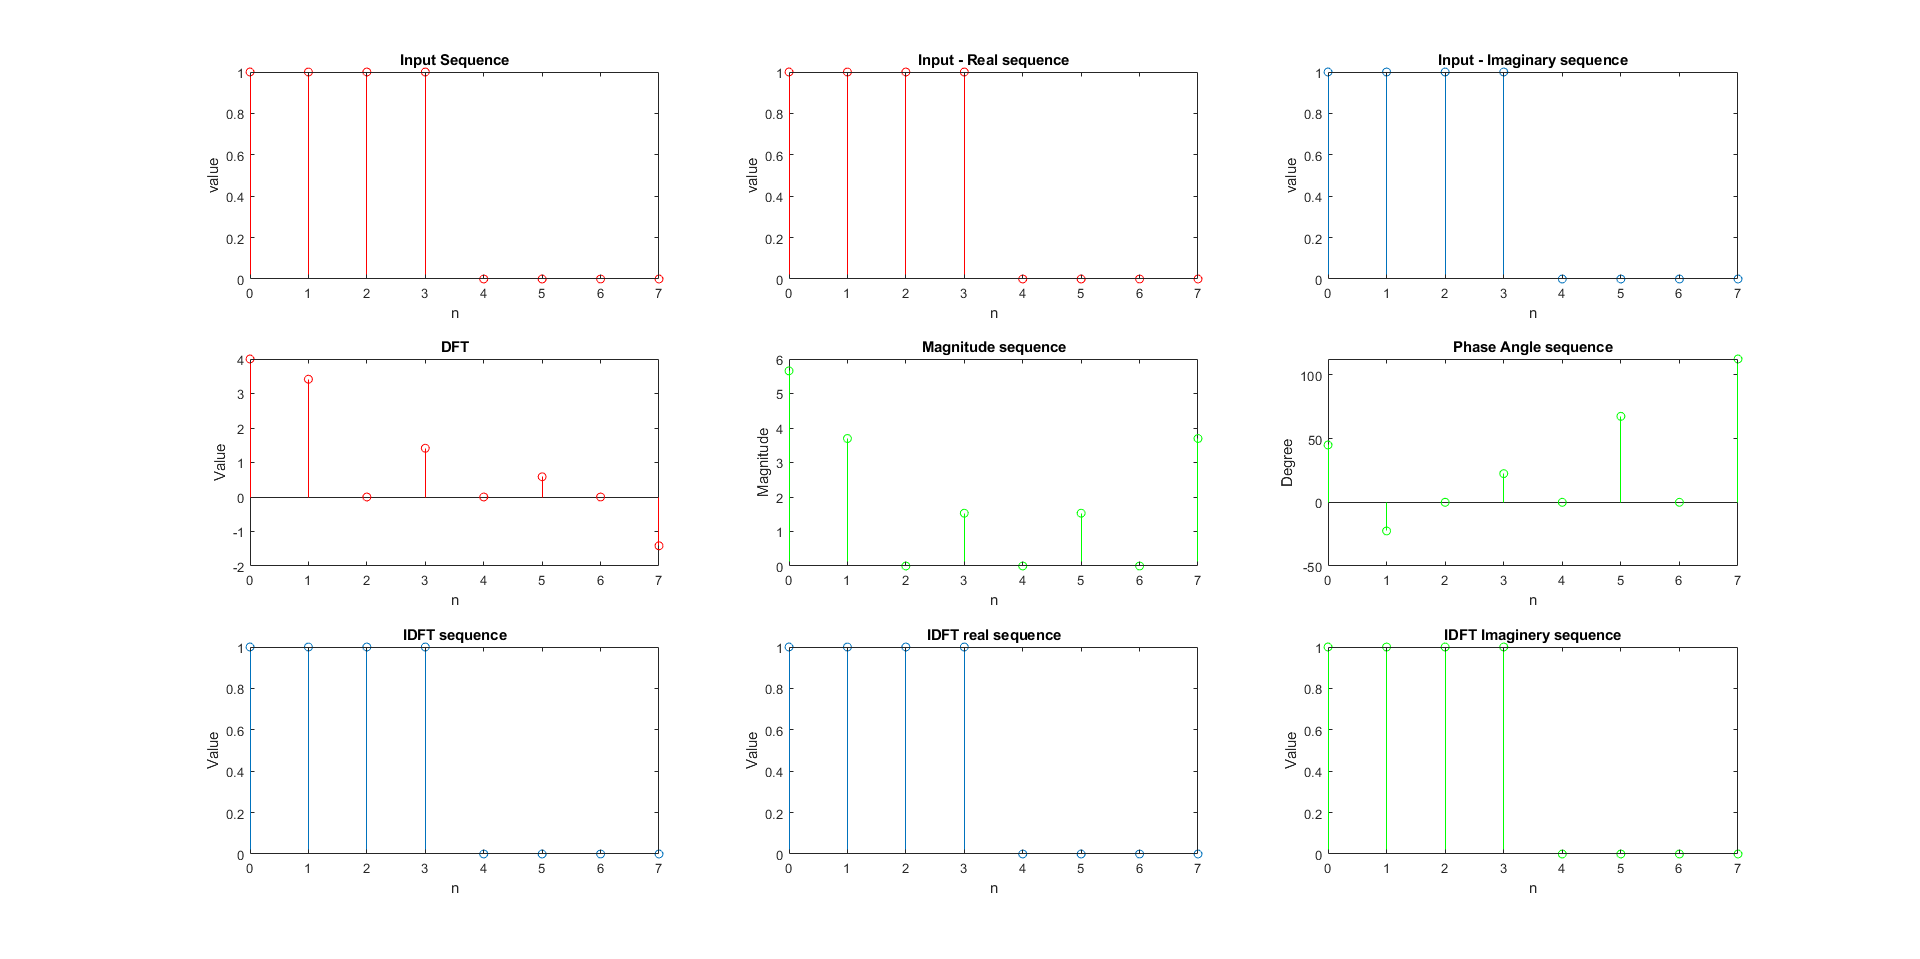 Input Sequence
1
0.8
0.6
0.4
0.2
0
value
0 1 2 3 4 5 6 7
n
Input - Real sequence
1
0.8
0.6
0.4
0.2
0
value
0 1 2 3 4 5 6 7
n
Input - Imaginary sequence
1
0.8
0.6
0.4
0.2
0
value
0 1 2 3 4 5 6 7
n
DFT
4
3
2
1
0
-1
-2
Value
0 1 2 3 4 5 6 7
n
Magnitude sequence
6
5
4
3
2
1
0
Magnitude
0 1 2 3 4 5 6 7
n
Phase Angle sequence
100
50
0
-50
Degree
0 1 2 3 4 5 6 7
n
IDFT sequence
1
0.8
0.6
0.4
0.2
0
Value
0 1 2 3 4 5 6 7
n
IDFT real sequence
1
0.8
0.6
0.4
0.2
0
Value
0 1 2 3 4 5 6 7
n
IDFT Imaginery sequence
1
0.8
0.6
0.4
0.2
0
Value
0 1 2 3 4 5 6 7
n